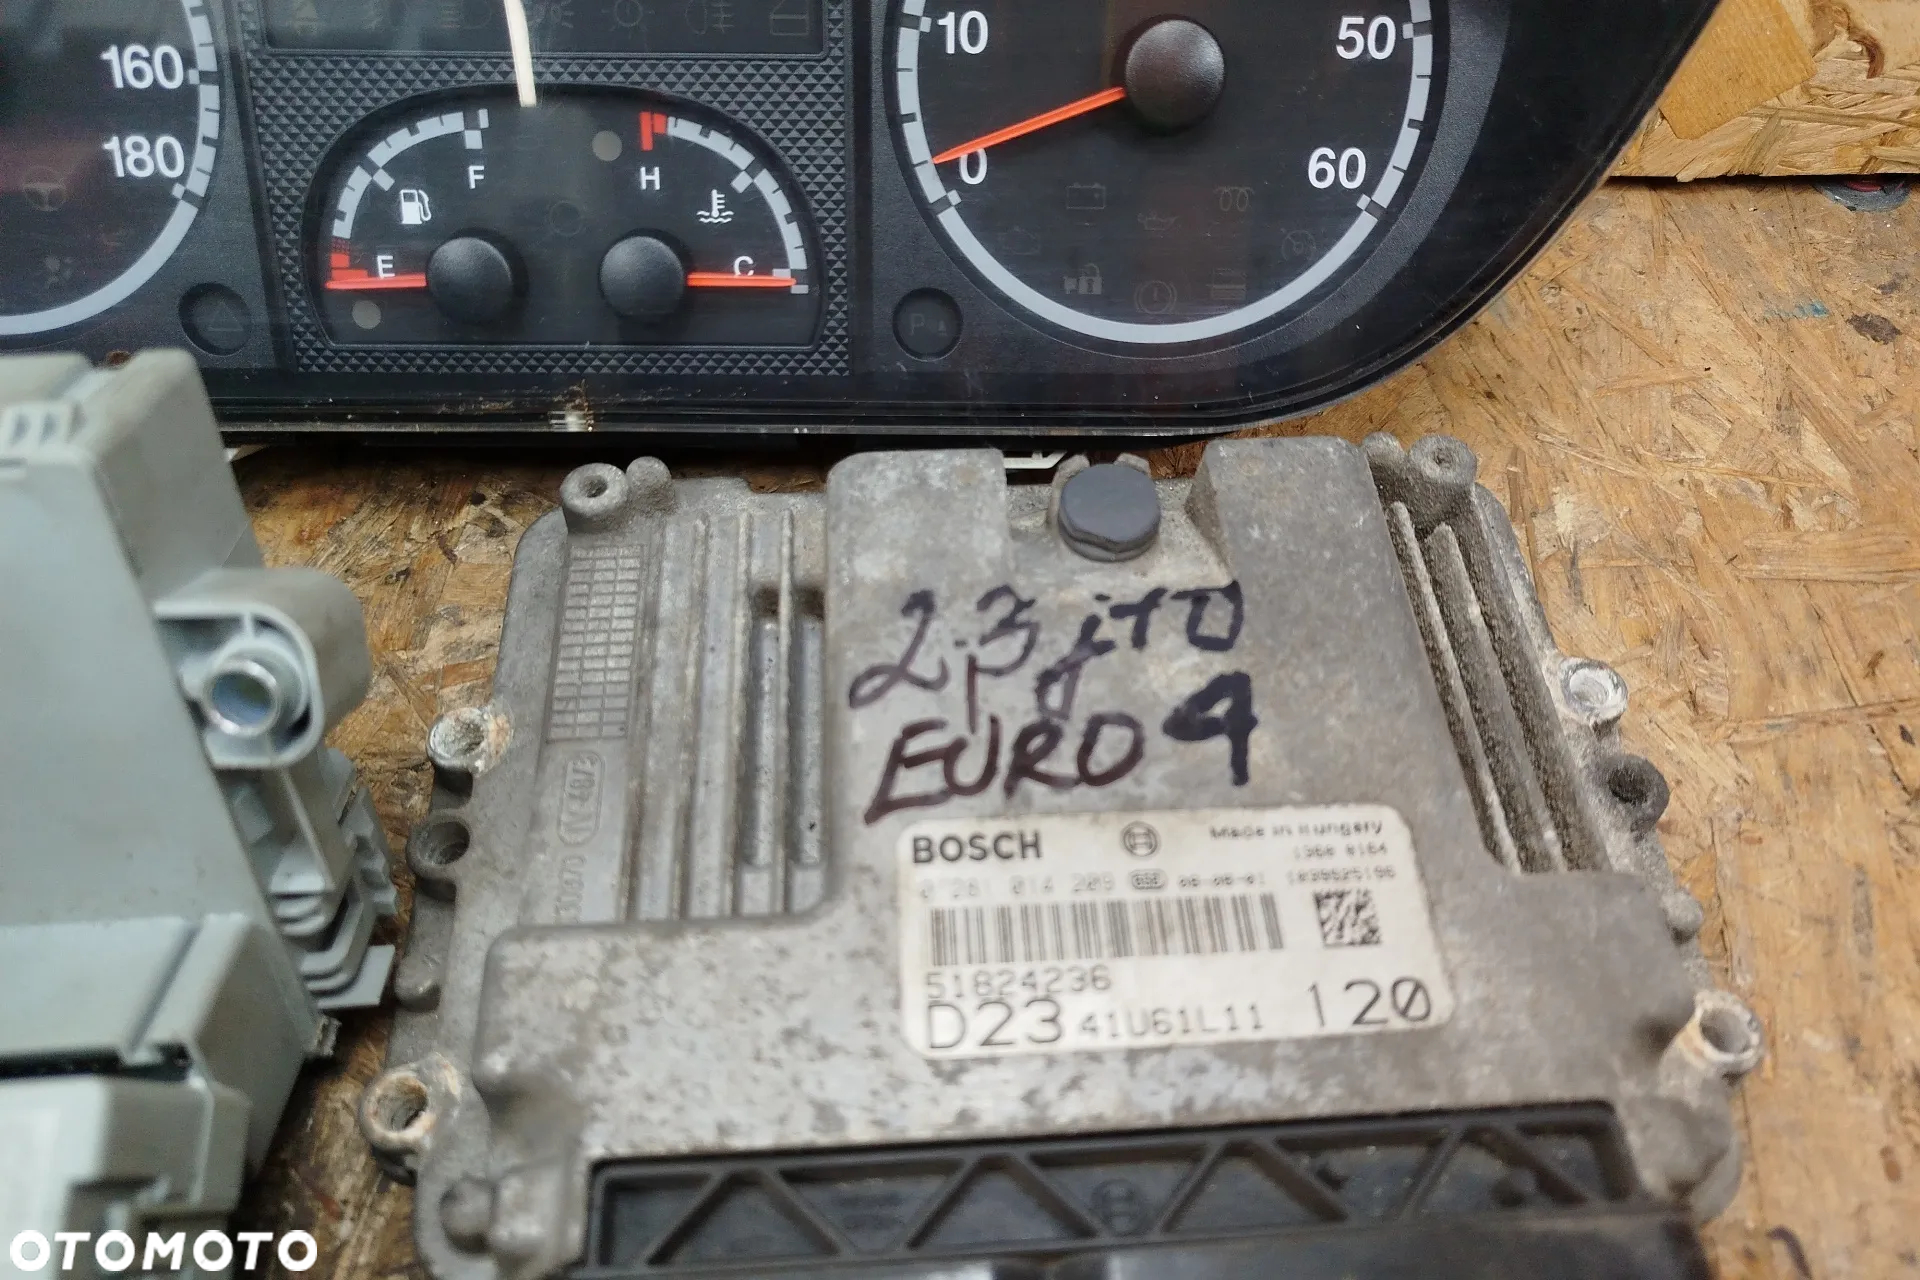 160
180
F
E
H
C
10
0
50
60
P
2.3 JTD
EURO 4
BOSCH
Made in Hungary
0 281 014 209
51824236
D23 41U61L11 120
OTOMOTO